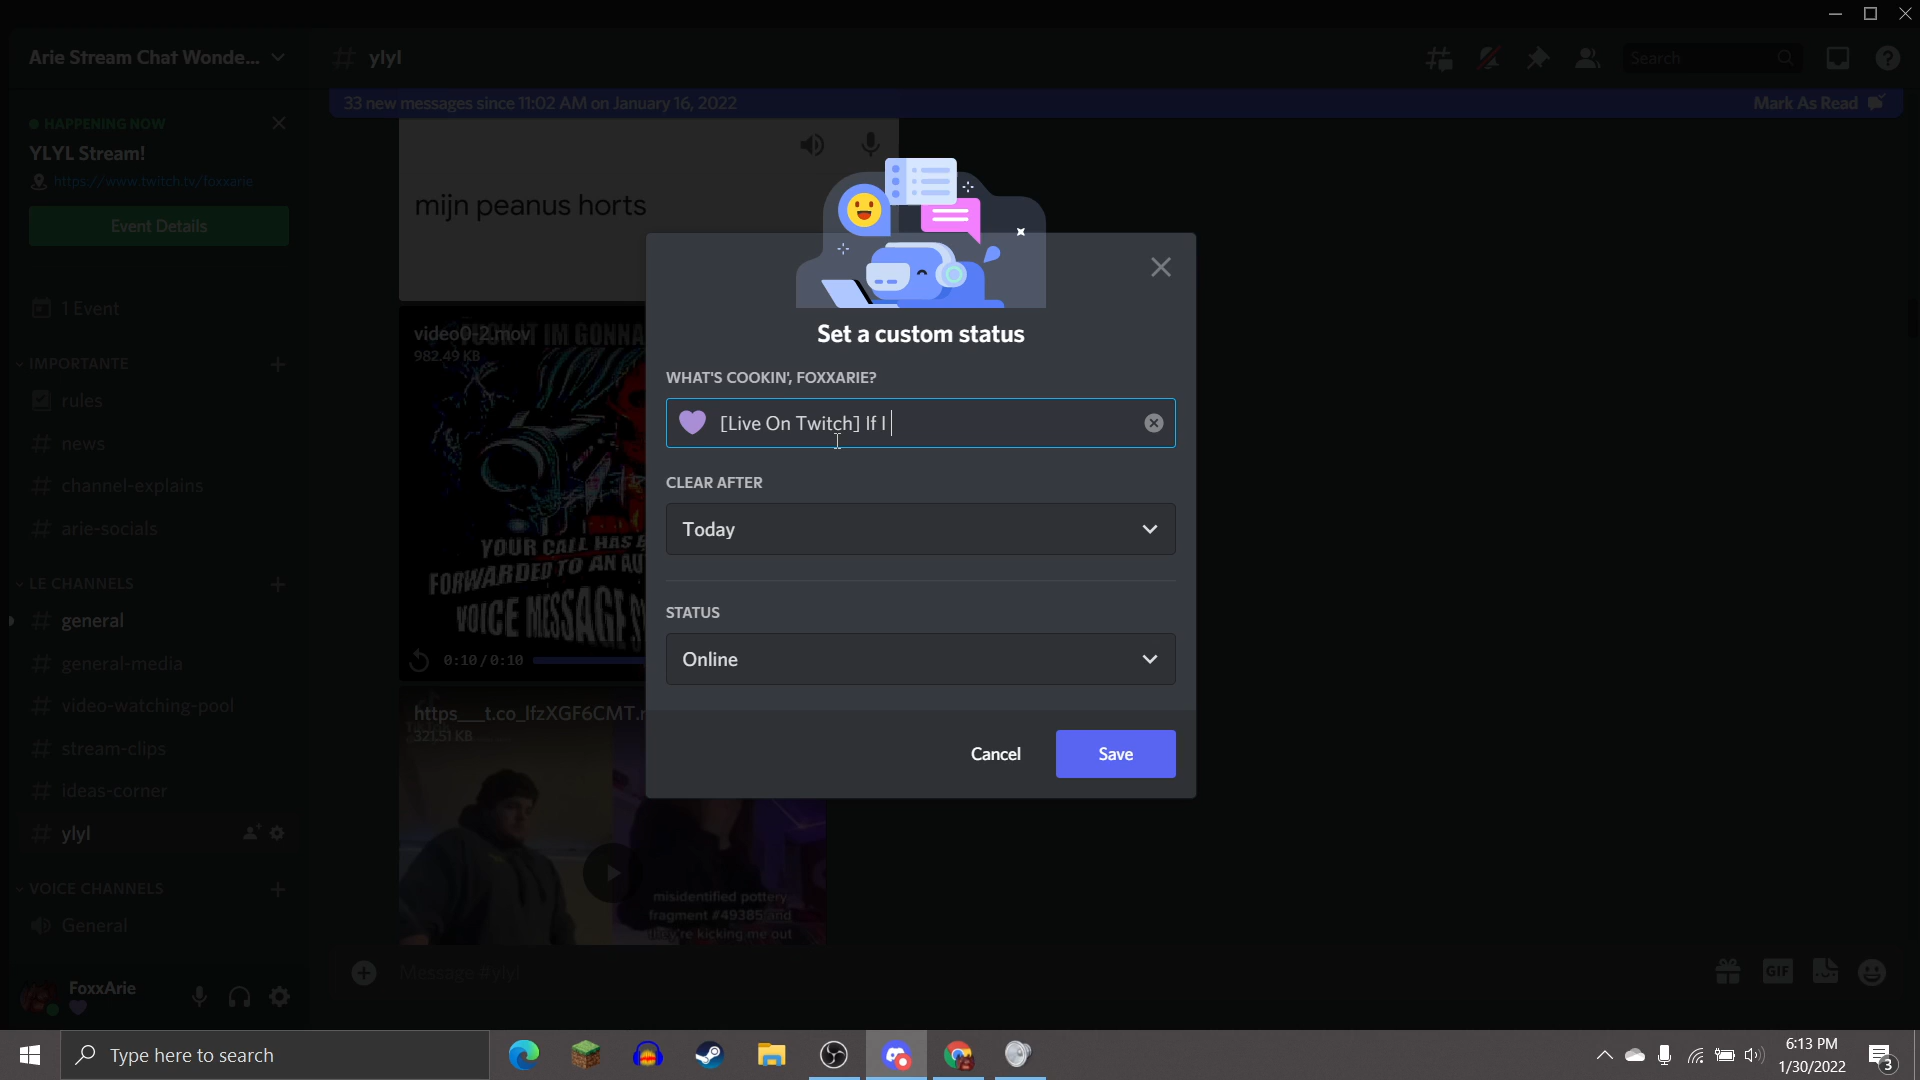 Arie Stream Chat Wonde...
ylyl
Search
33 new messages since 11:02 AM on January 16, 2022
Mark As Read
HAPPENING NOW
YLYL Stream!
https://www.twitch.tv/foxxarie
Event Details
1 Event
IMPORTANTE
rules
news
channel-explains
arie-socials
LE CHANNELS
general
general-media
video-watching-pool
stream-clips
ideas-corner
ylyl
VOICE CHANNELS
General
FoxxArie
mijn peanus horts
video0-2.mov
982.49 KB
IM GONNA
YOUR CALL HAS
FORWARDED TO AN AU
VOICE MESSAGE
0:10/0:10
https___t.co_IfzXGF6CMT.
321.51 KB
misidentified pottery
fragment #49385 and
they're kicking me out
Message #ylyl
GIF
Set a custom status
WHAT'S COOKIN', FOXXARIE?
[Live On Twitch] If I
CLEAR AFTER
Today
STATUS
Online
Cancel
Save
Type here to search
6:13 PM
1/30/2022
3